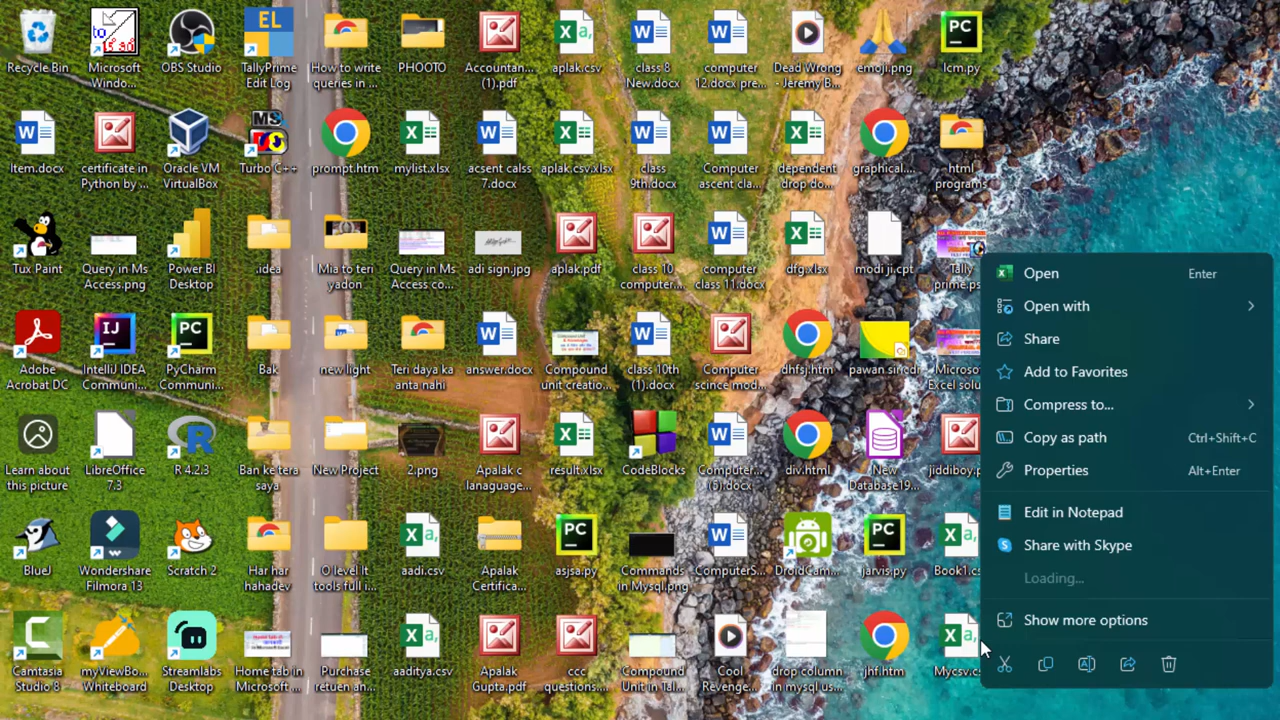 Recycle Bin
Microsoft Windo...
OBS Studio
EL
TallyPrime Edit Log
How to write queries in ...
PHOOTO
Accountan... (1).pdf
aplak.csv
class 8 New.docx
computer 12.docx pre...
Dead Wrong - Jeremy B...
emoji.png
PC
lcm.py
Item.docx
certificate in Python by ...
Oracle VM VirtualBox
Turbo C++
prompt.htm
mylist.xlsx
acsent calss 7.docx
aplak.csv.xlsx
class 9th.docx
Computer ascent cla...
dependent drop do...
graphical....
html programs
Tux Paint
Query in Ms Access.png
Power BI Desktop
.idea
Mia to teri yadon
Query in Ms Access co...
adi sign.jpg
aplak.pdf
class 10 computer...
computer class 11.docx
dfg.xlsx
modi ji.cpt
Tally prime.ps
Adobe Acrobat DC
IJ
IntelliJ IDEA Communi...
PC
PyCharm Communi...
Bak
new light
Teri daya ka anta nahi
answer.docx
Compound unit creatio...
class 10th (1).docx
Computer scince mod...
dhfsj.htm
pawan sir.cdr
Microso
Excel solu
Learn about this picture
LibreOffice 7.3
R 4.2.3
Ban ke tera saya
New Project
2.png
Apalak c lanaguage...
result.xlsx
CodeBlocks
Computer... (5).docx
div.html
New Database19...
jiddiboy.p
BlueJ
Wondershare Filmora 13
Scratch 2
Har har hahadev
O level It tools full i...
aadi.csv
Apalak Certifica...
PC
asjsa.py
Commands in Mysql.png
ComputerS...
DroidCam...
PC
jarvis.py
Book1.cs
Camtasia Studio 8
myViewBo... Whiteboard
Streamlabs Desktop
Home tab in Microsoft ...
Purchase retuen an...
aaditya.csv
Apalak Gupta.pdf
ccc questions....
Compound Unit in Tal...
Cool Revenge...
drop column in mysql us...
jhf.htm
Mycsv.cs
Open Enter
Open with
Share
Add to Favorites
Compress to...
Copy as path Ctrl+Shift+C
Properties Alt+Enter
Edit in Notepad
Share with Skype
Loading...
Show more options